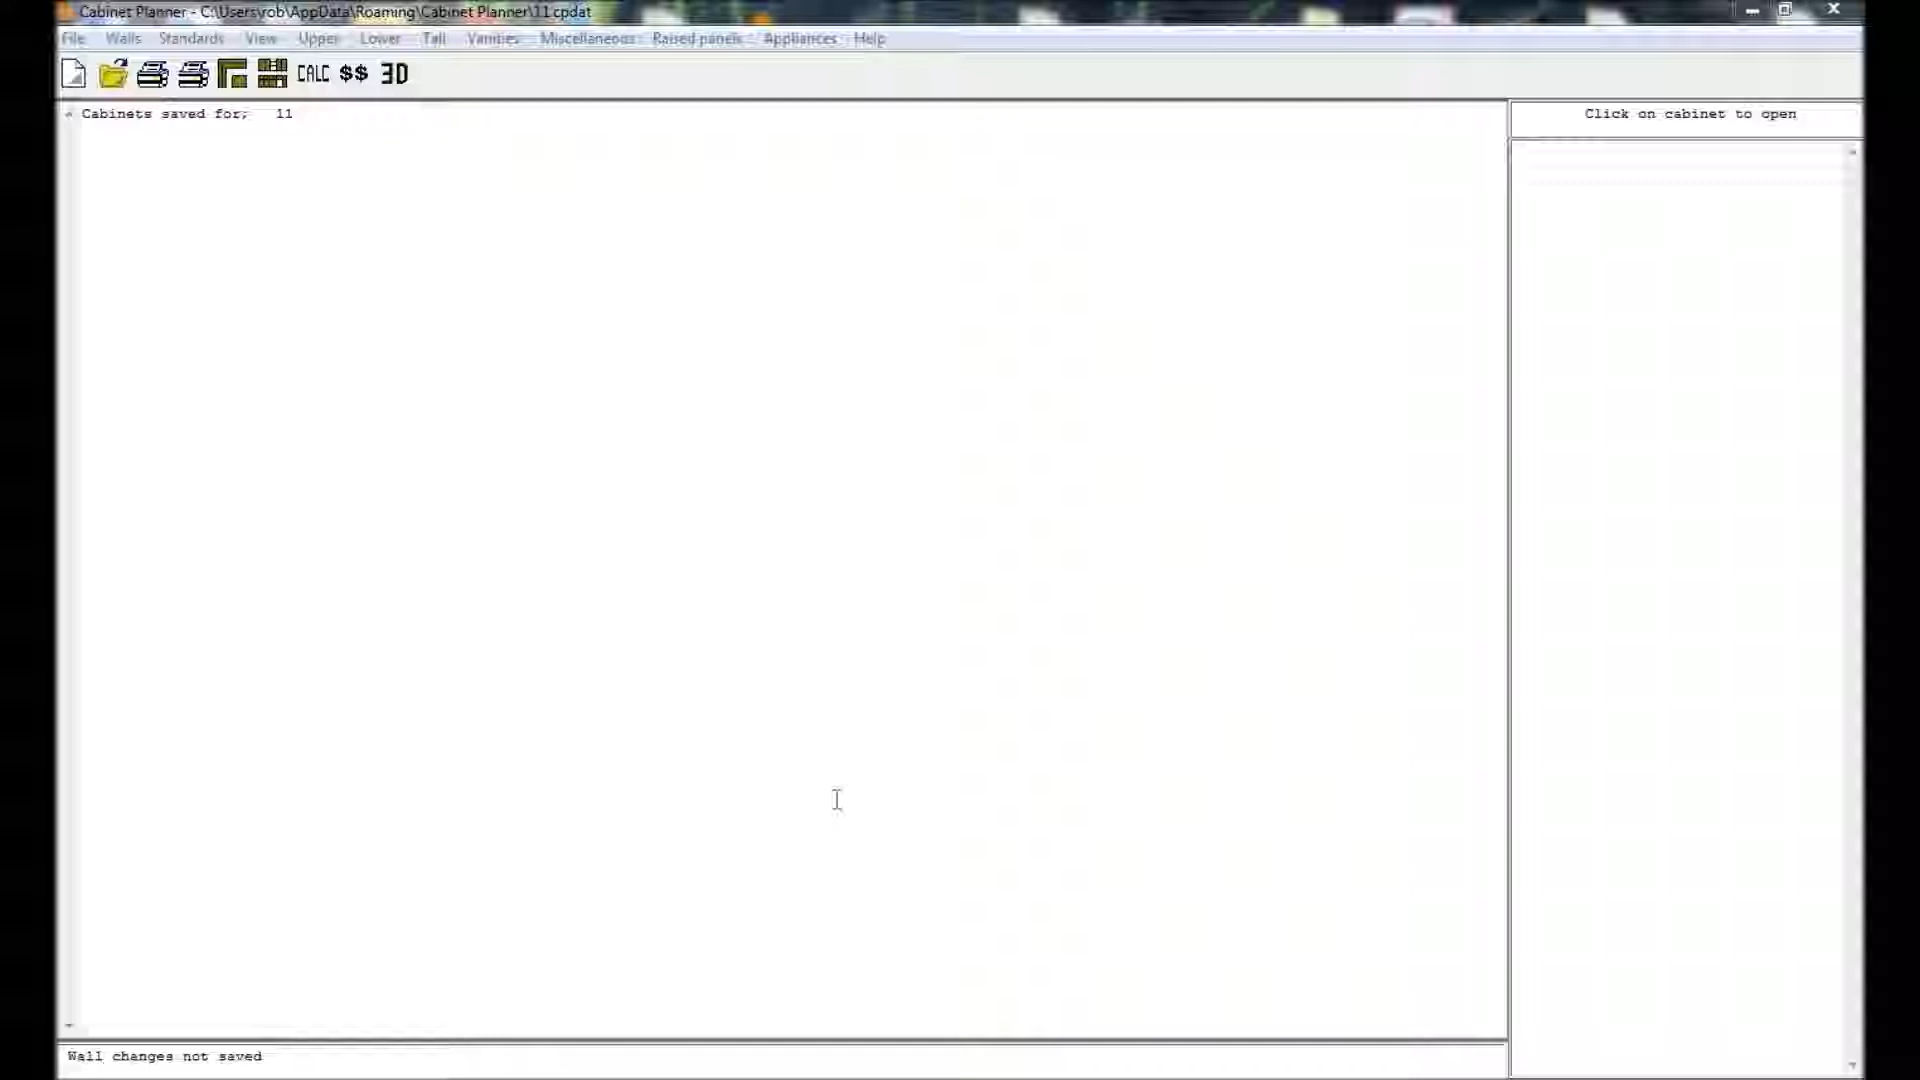 Cabinet Planner - C:\Users\rob\AppData\Roaming\Cabinet Planner\11.cpdat
File Walls Standards View Upper Lower Tall Vanities Miscellaneous Raised panels Appliances Help
CALC $$ 3D
Cabinets saved for; 11
Click on cabinet to open
Wall changes not saved